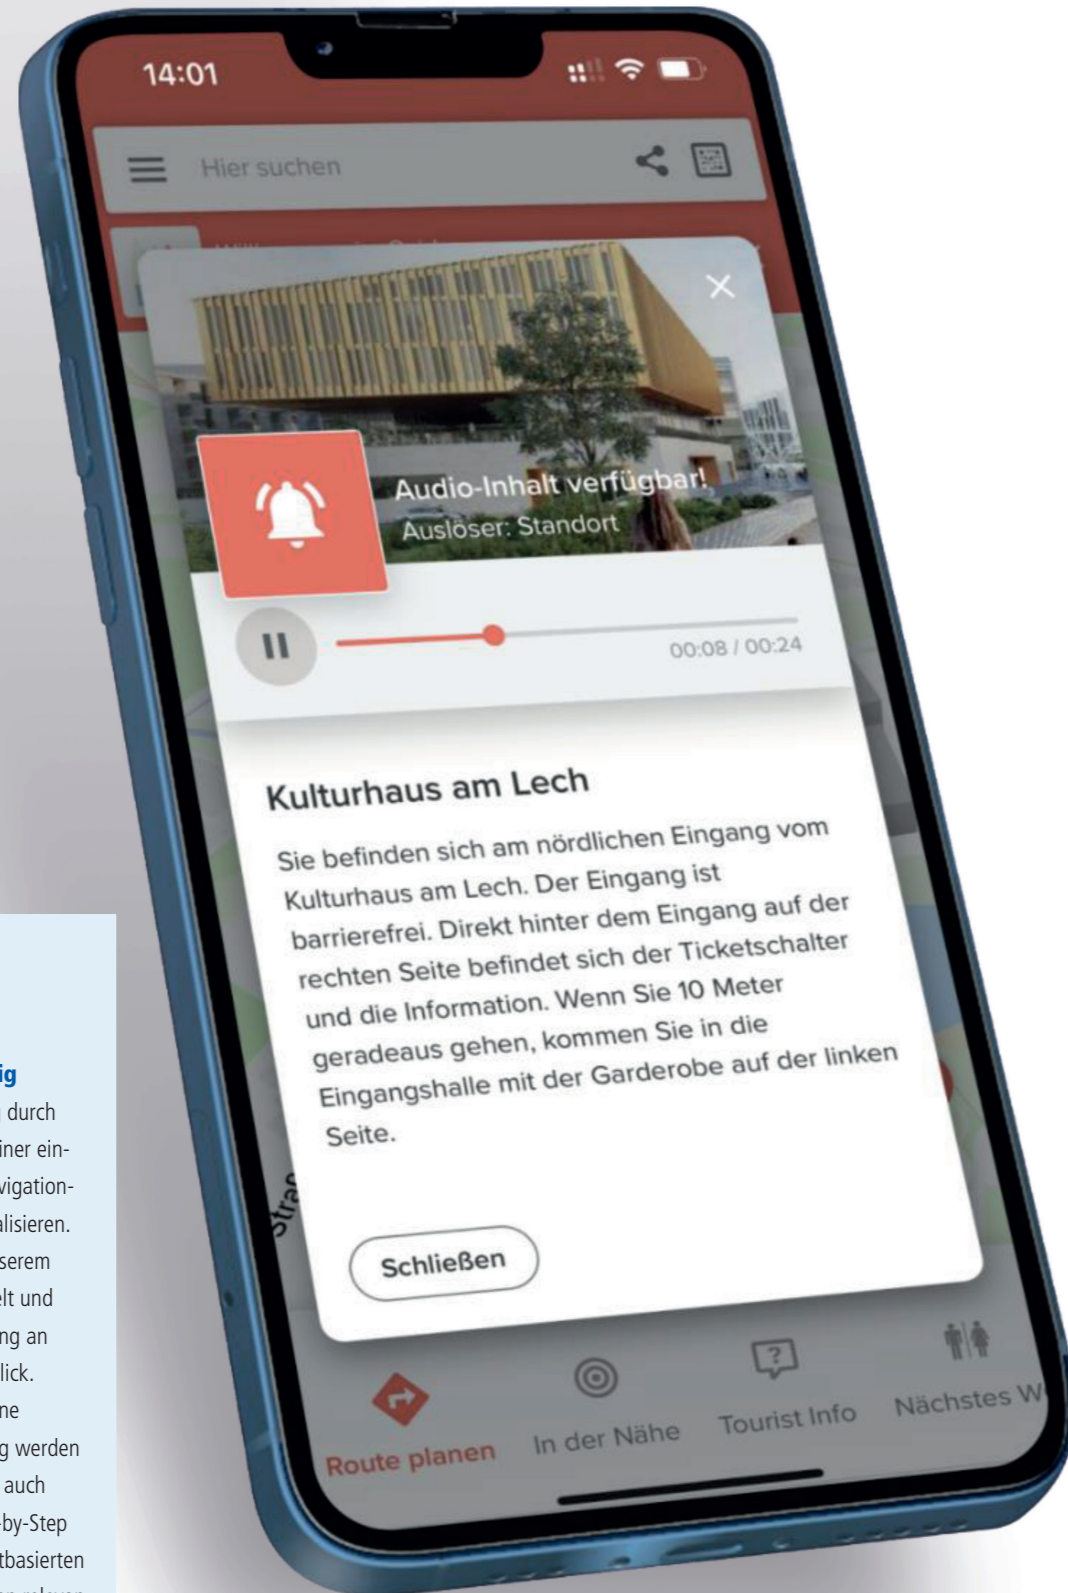 14:01
Hier suchen
Audio-Inhalt verfügbar!
Auslöser: Standort
00:08 / 00:24
Kulturhaus am Lech
Sie befinden sich am nördlichen Eingang vom
Kulturhaus am Lech. Der Eingang ist
barrierefrei. Direkt hinter dem Eingang auf der
rechten Seite befindet sich der Ticketschalter
und die Information. Wenn Sie 10 Meter
geradeaus gehen, kommen Sie in die
Eingangshalle mit der Garderobe auf der linken
Seite.
Schließen
Route planen
In der Nähe
Tourist Info
Nächstes W
Straß
ig
durch
iner ein-
vigation-
alisieren.
serem
elt und
ng an
lick.
ne
g werden
auch
-by-Step
tbasierten